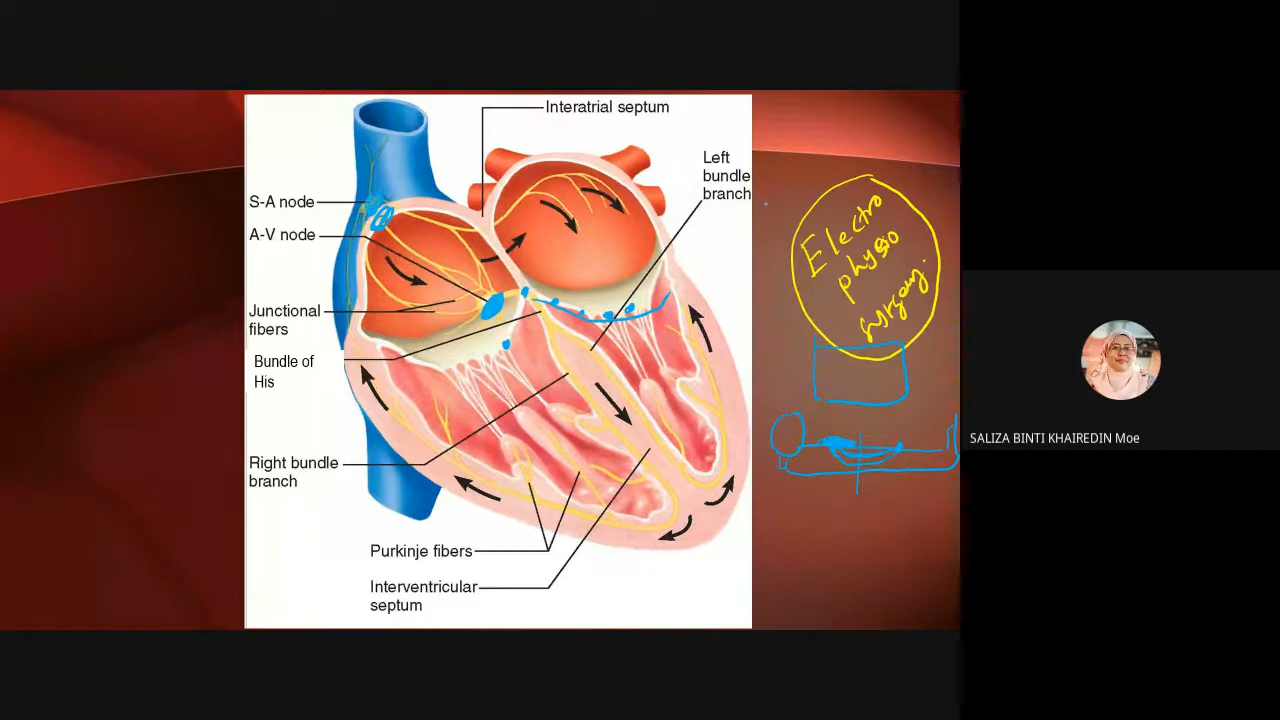 Interatrial septum
Left
bundle
branch
S-A node
A-V node
Junctional
fibers
Bundle of
His
Right bundle
branch
Purkinje fibers
Interventricular
septum
Electro
physio
surgery.
SALIZA BINTI KHAIREDIN Moe